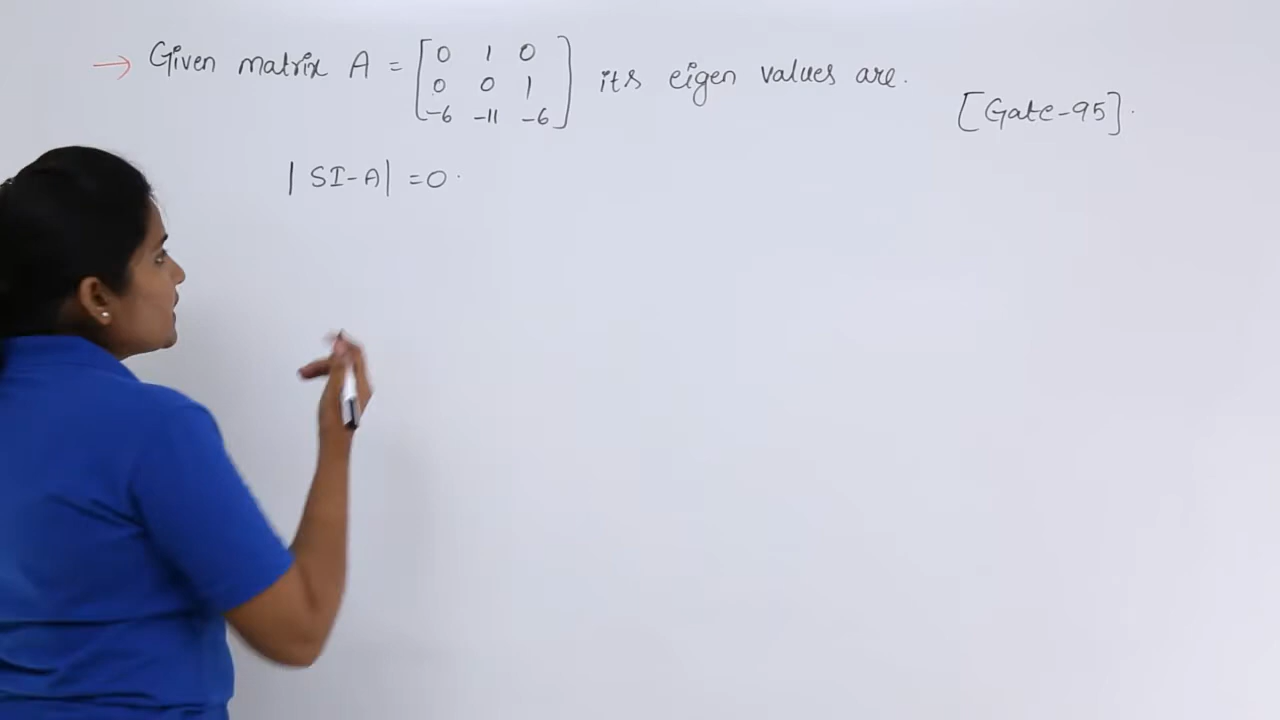 → Given matrix A = [0 1 0 its eigen values are.
0 0 1
-6 -11 -6]
[Gate-95].
| SI-A| =0.